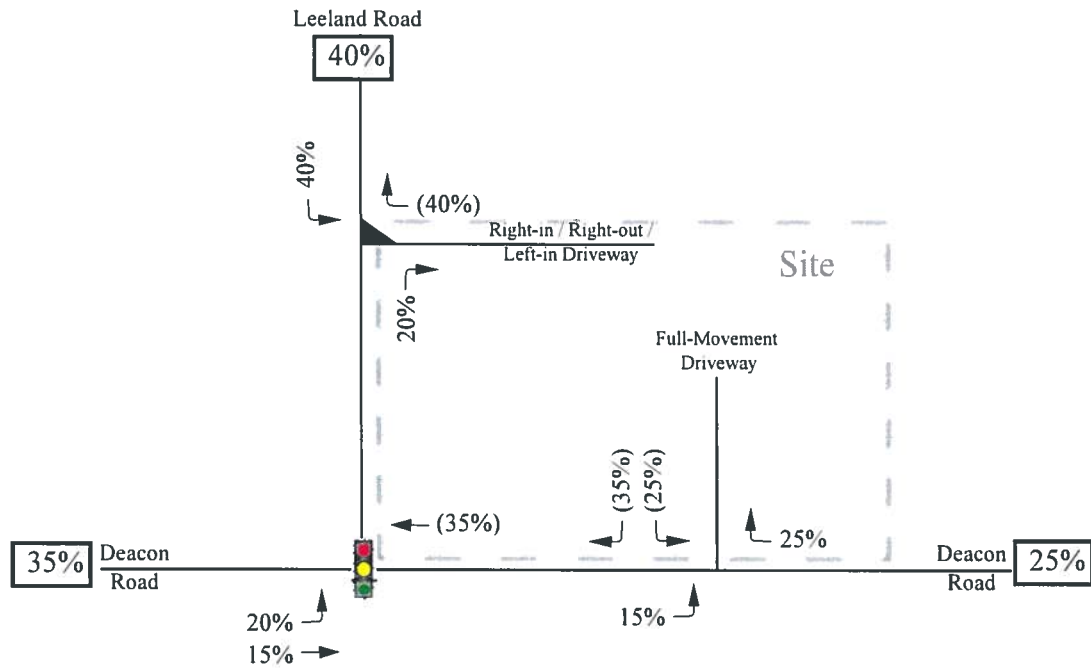 Leeland Road
40%
40%
(40%)
Right-in / Right-out /
Left-in Driveway
Site
20%
Full-Movement
Driveway
(35%)
(25%)
(35%)
25%
35%
Deacon
Road
Deacon
Road
25%
20%
15%
15%